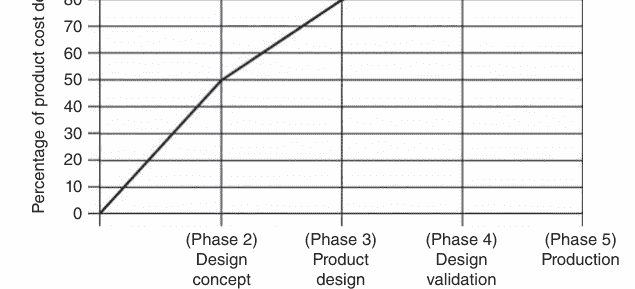 Percentage of product cost
80
70
60
50
40
30
20
10
0
(Phase 2)
Design
concept
(Phase 3)
Product
design
(Phase 4)
Design
validation
(Phase 5)
Production